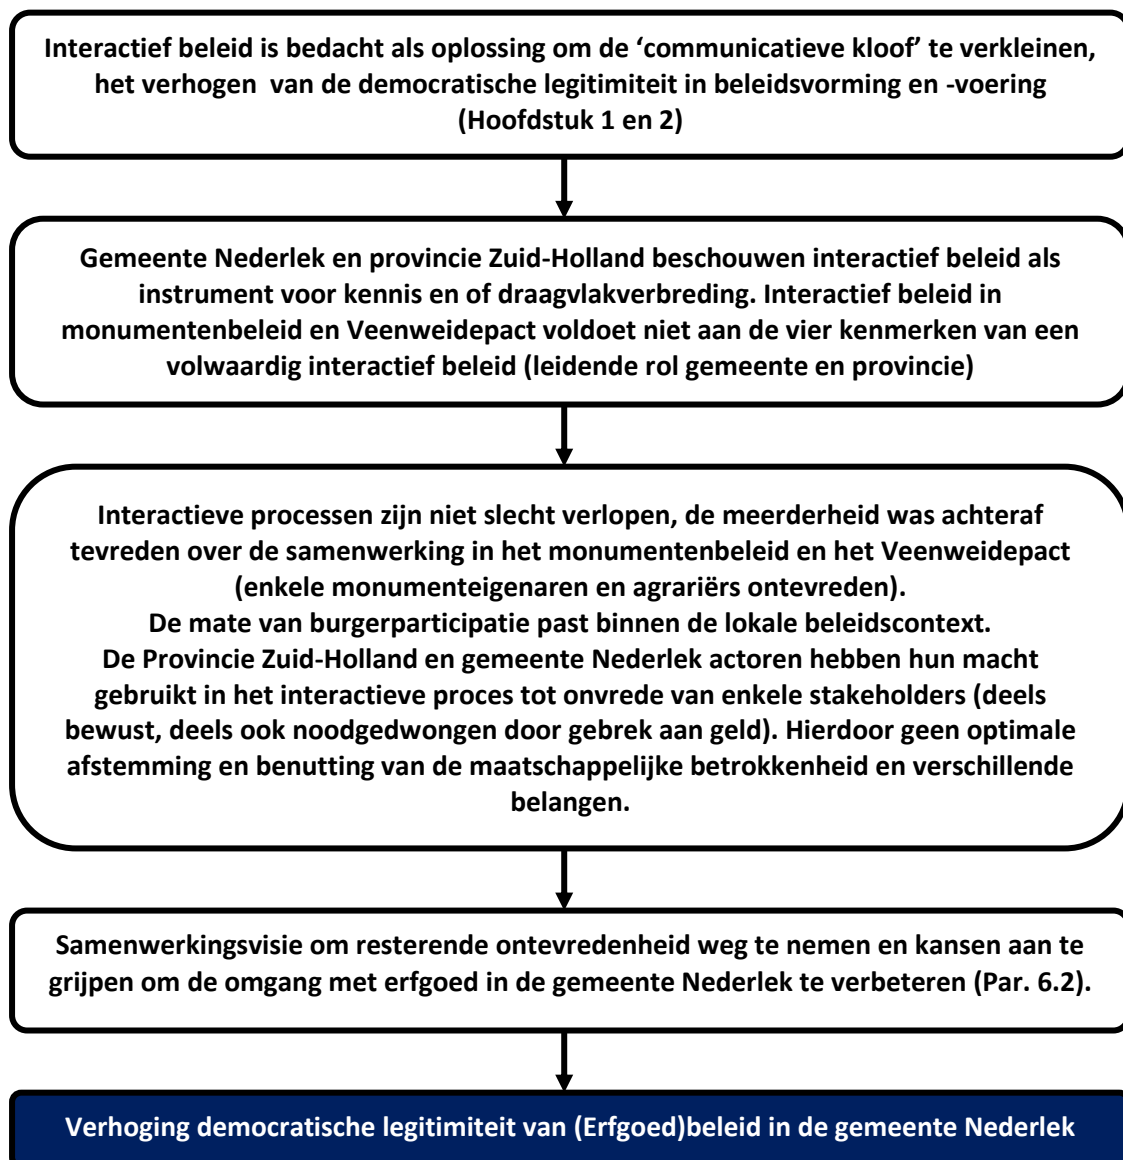 Interactief beleid is bedacht als oplossing om de ‘communicatieve kloof’ te verkleinen,
het verhogen  van de democratische legitimiteit in beleidsvorming en -voering
(Hoofdstuk 1 en 2)
Gemeente Nederlek en provincie Zuid-Holland beschouwen interactief beleid als
instrument voor kennis en of draagvlakverbreding. Interactief beleid in
monumentenbeleid en Veenweidepact voldoet niet aan de vier kenmerken van een
volwaardig interactief beleid (leidende rol gemeente en provincie)
Interactieve processen zijn niet slecht verlopen, de meerderheid was achteraf
tevreden over de samenwerking in het monumentenbeleid en het Veenweidepact
(enkele monumenteigenaren en agrariërs ontevreden).
De mate van burgerparticipatie past binnen de lokale beleidscontext.
De Provincie Zuid-Holland en gemeente Nederlek actoren hebben hun macht
gebruikt in het interactieve proces tot onvrede van enkele stakeholders (deels
bewust, deels ook noodgedwongen door gebrek aan geld). Hierdoor geen optimale
afstemming en benutting van de maatschappelijke betrokkenheid en verschillende
belangen.
Samenwerkingsvisie om resterende ontevredenheid weg te nemen en kansen aan te
grijpen om de omgang met erfgoed in de gemeente Nederlek te verbeteren (Par. 6.2).
Verhoging democratische legitimiteit van (Erfgoed)beleid in de gemeente Nederlek